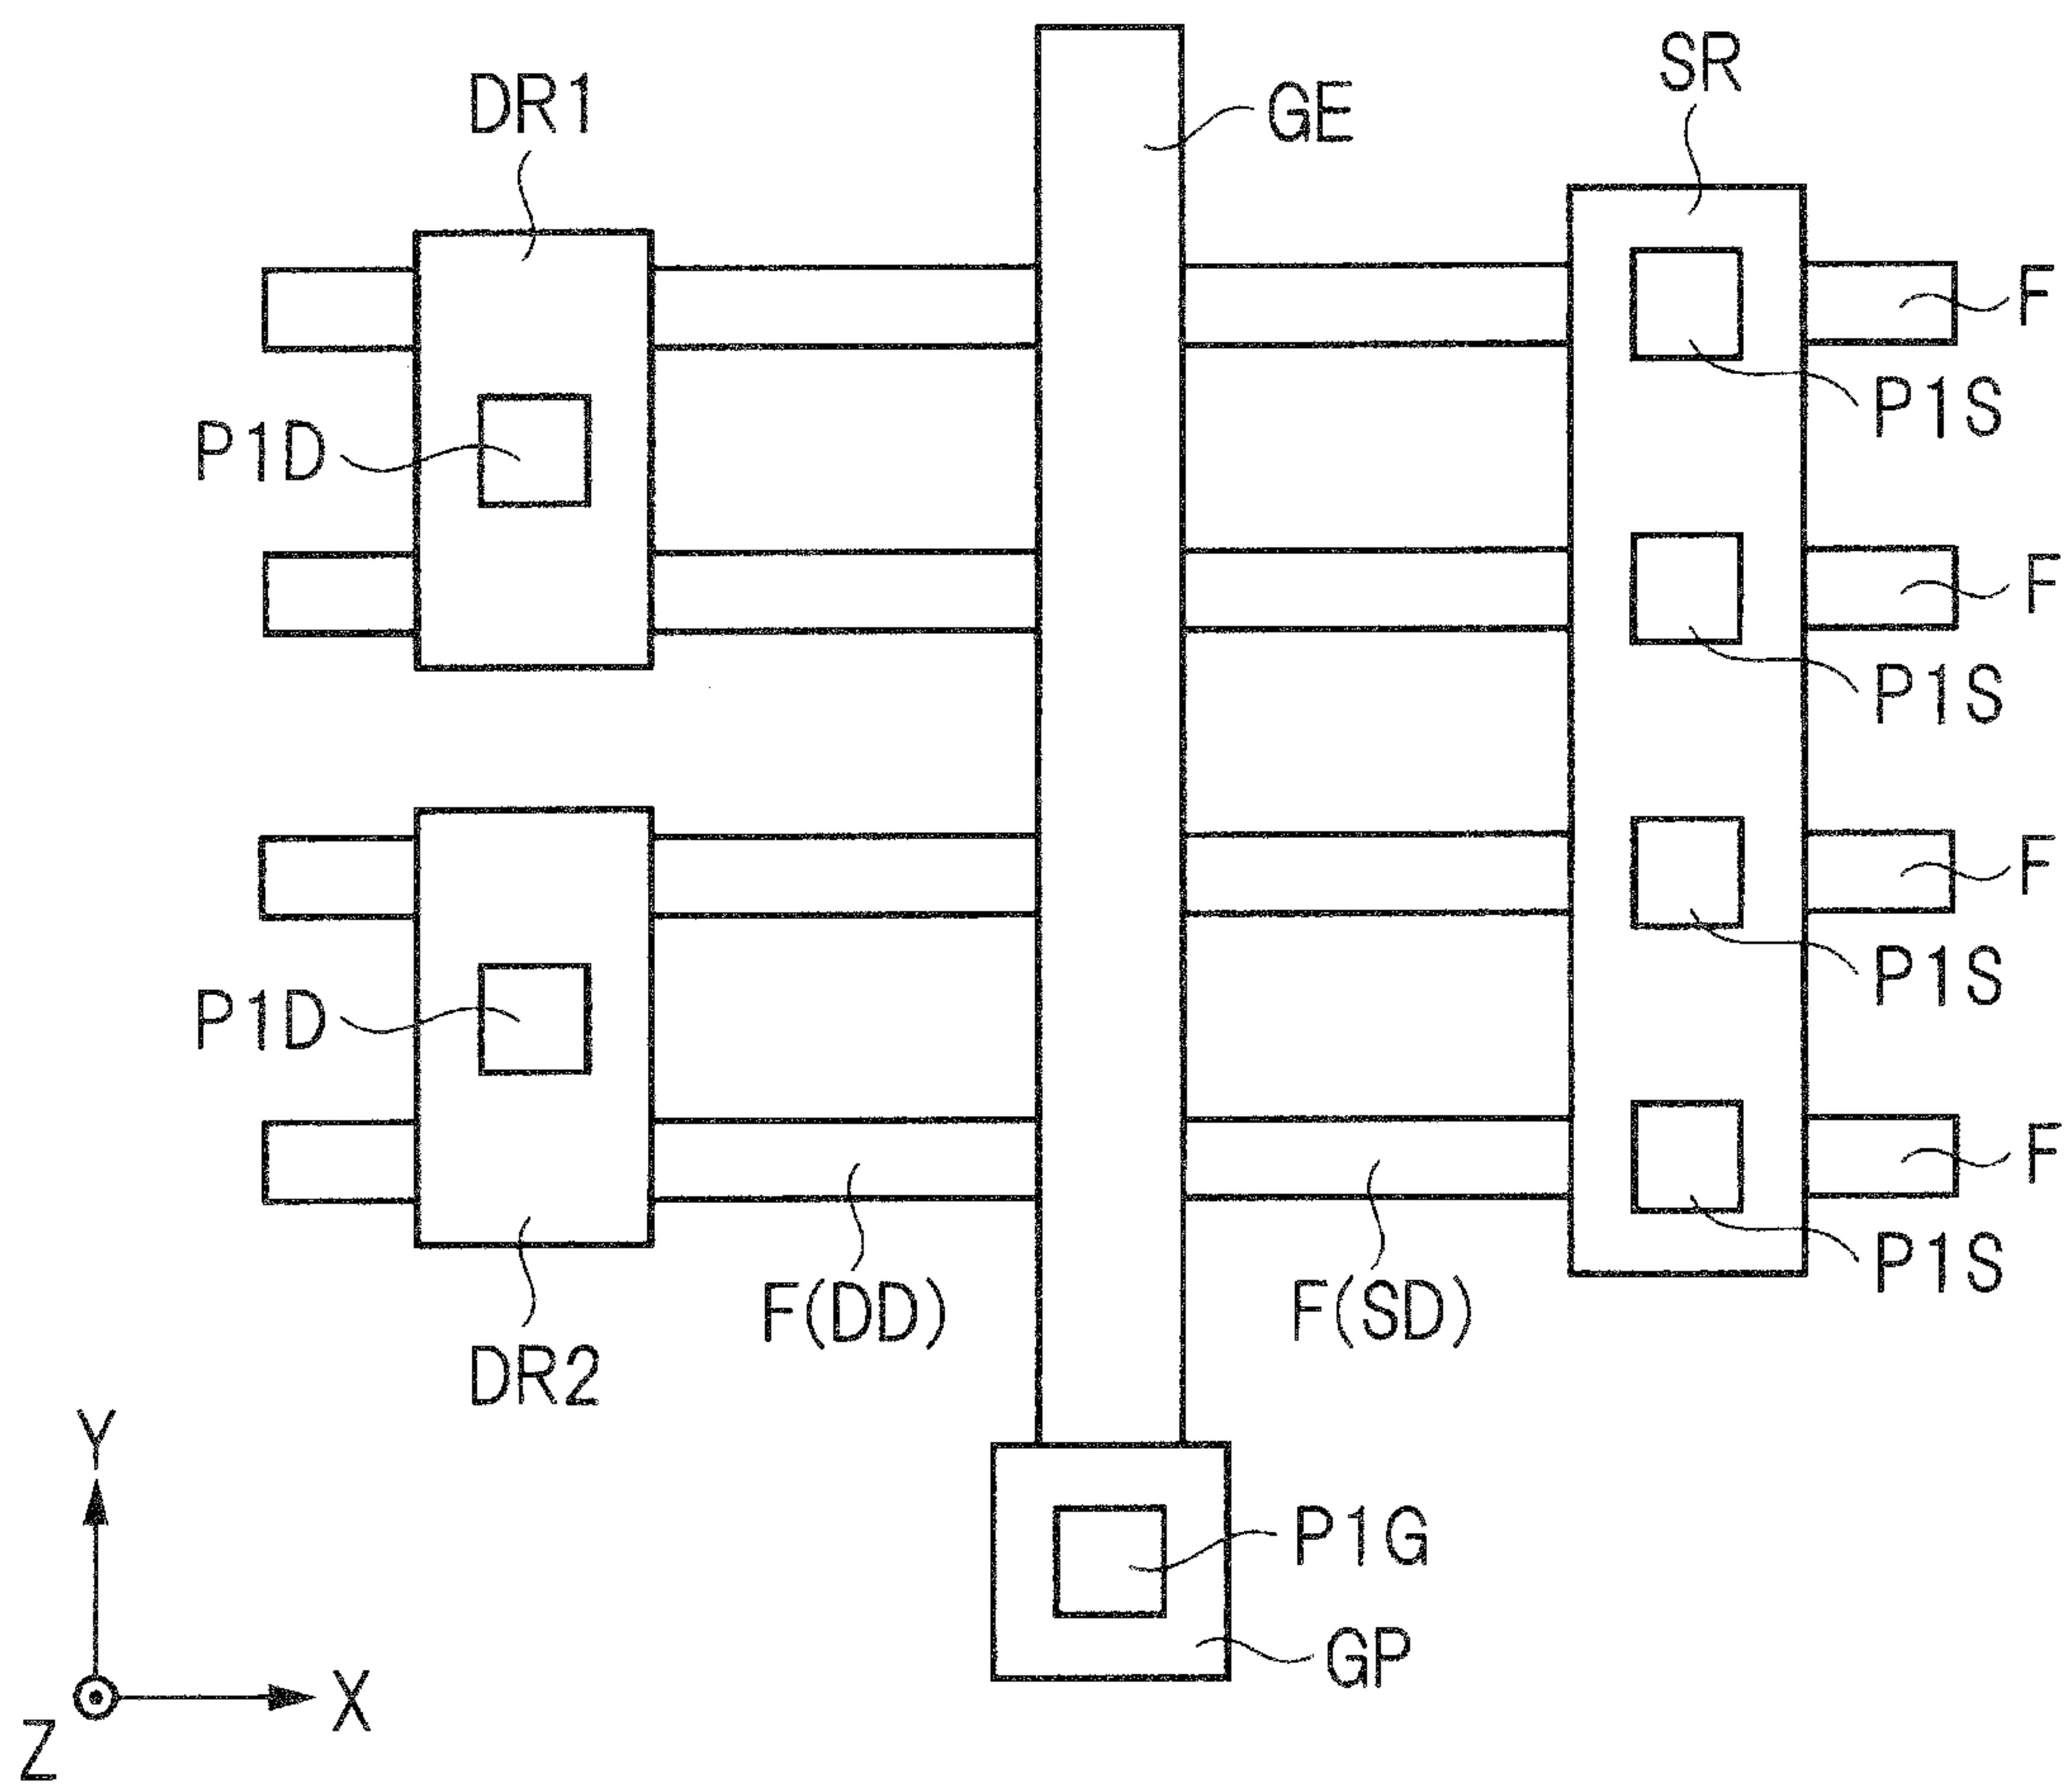 SR
DR1
GE
F
P1S
P1D
F
P1S
F
P1S
P1D
F
P1S
F(DD)
F(SD)
DR2
Y
P1G
GP
X
Z